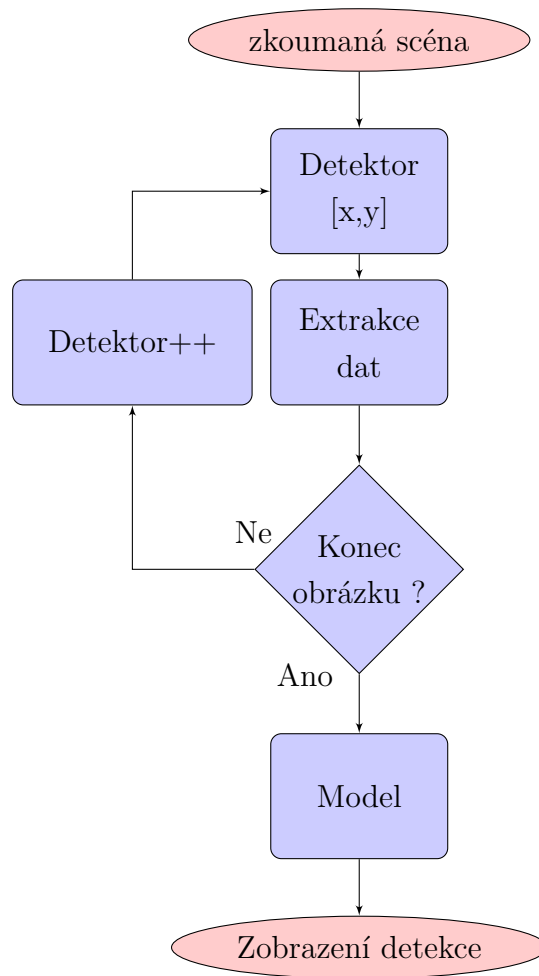 zkoumaná scéna
Detektor
[x,y]
Detektor++
Extrakce
dat
Ne
Konec
obrázku ?
Ano
Model
Zobrazení detekce